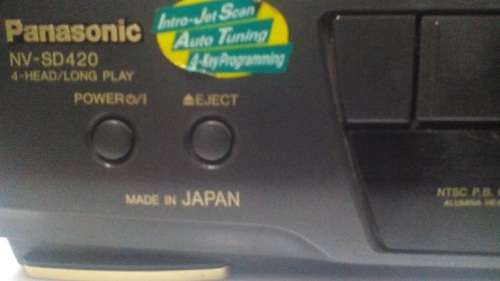 Panasonic
NV-SD420
4-HEAD/LONG PLAY
Intro-Jet Scan
Auto Tuning
4-Key Programming
POWER⏻/I
⏏EJECT
MADE IN JAPAN
NTSC P.B.
ALUMINA